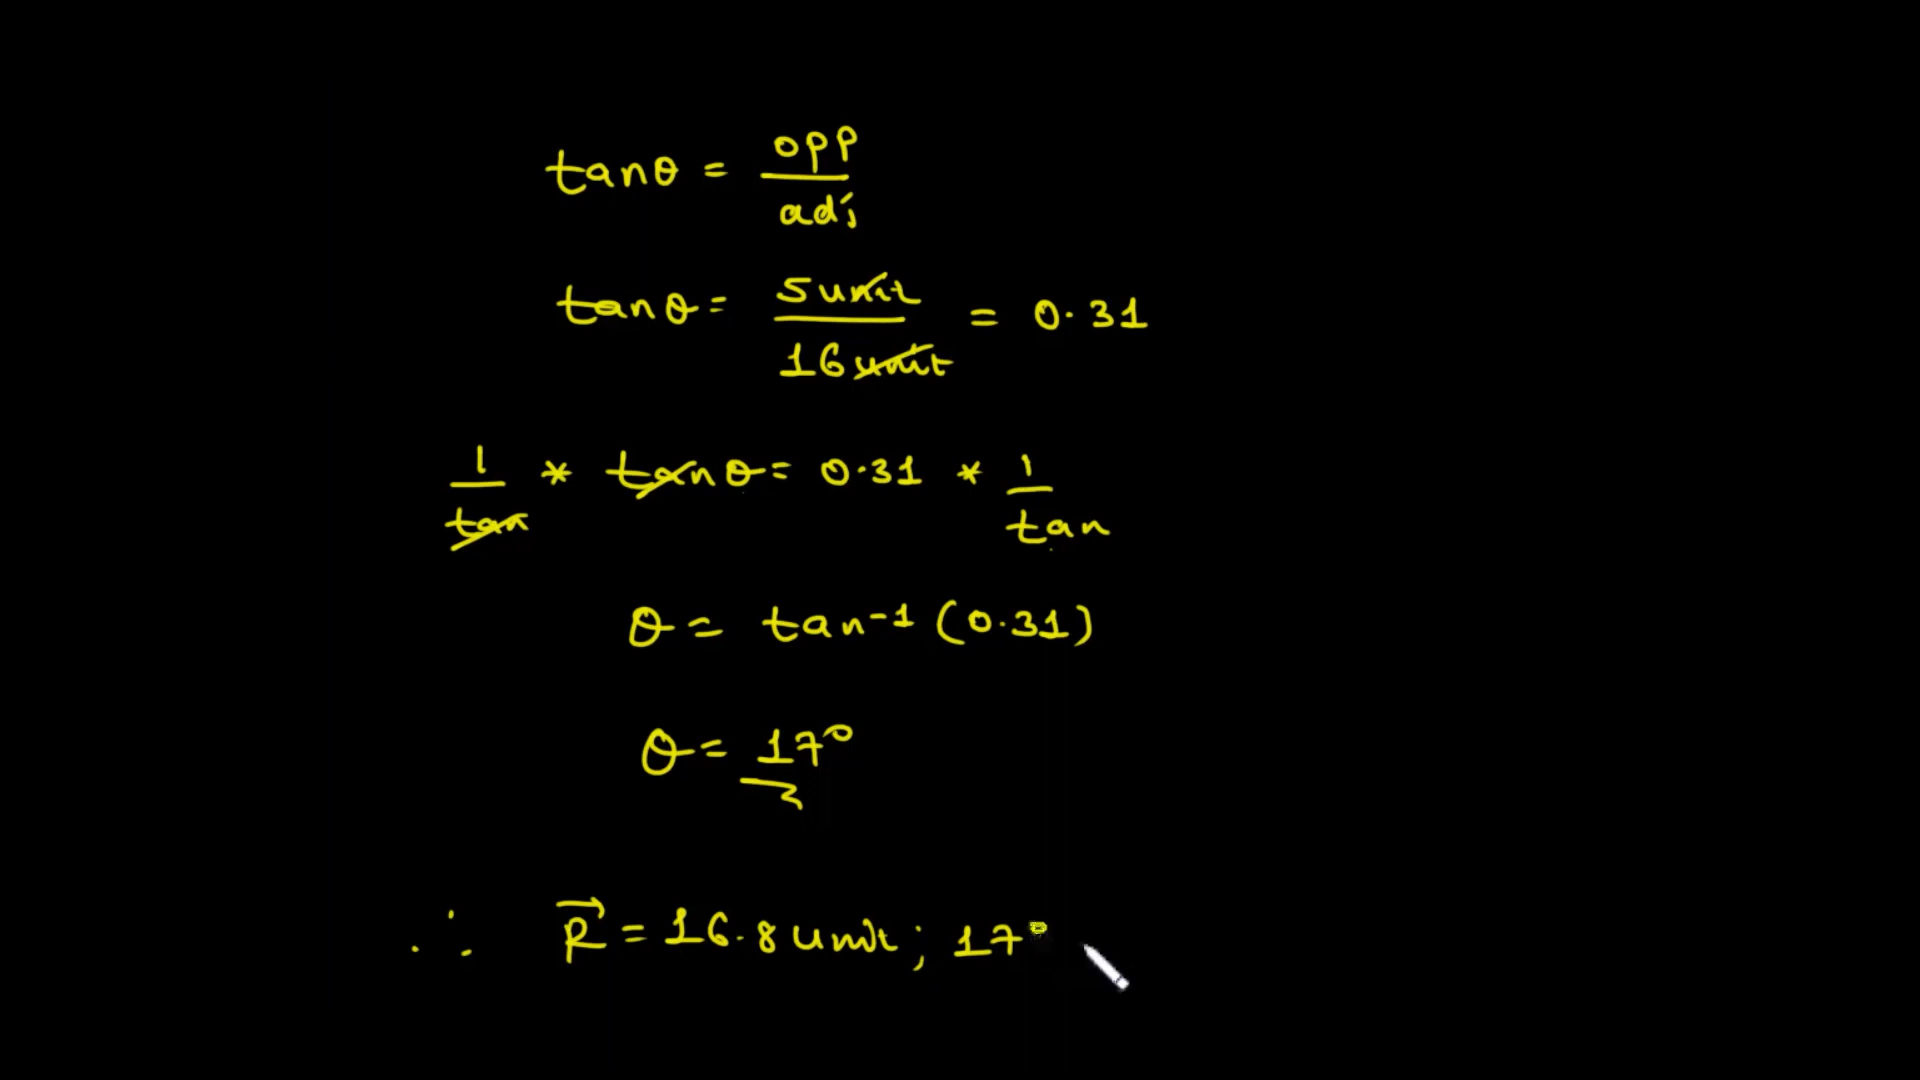 tanθ = opp/adj
tanθ = 5unit/16unit = 0.31
1/tan * tanθ = 0.31 * 1/tan
θ = tan-1 (0.31)
θ = 17°
∴ R⃗ = 16.8 unit; 17°